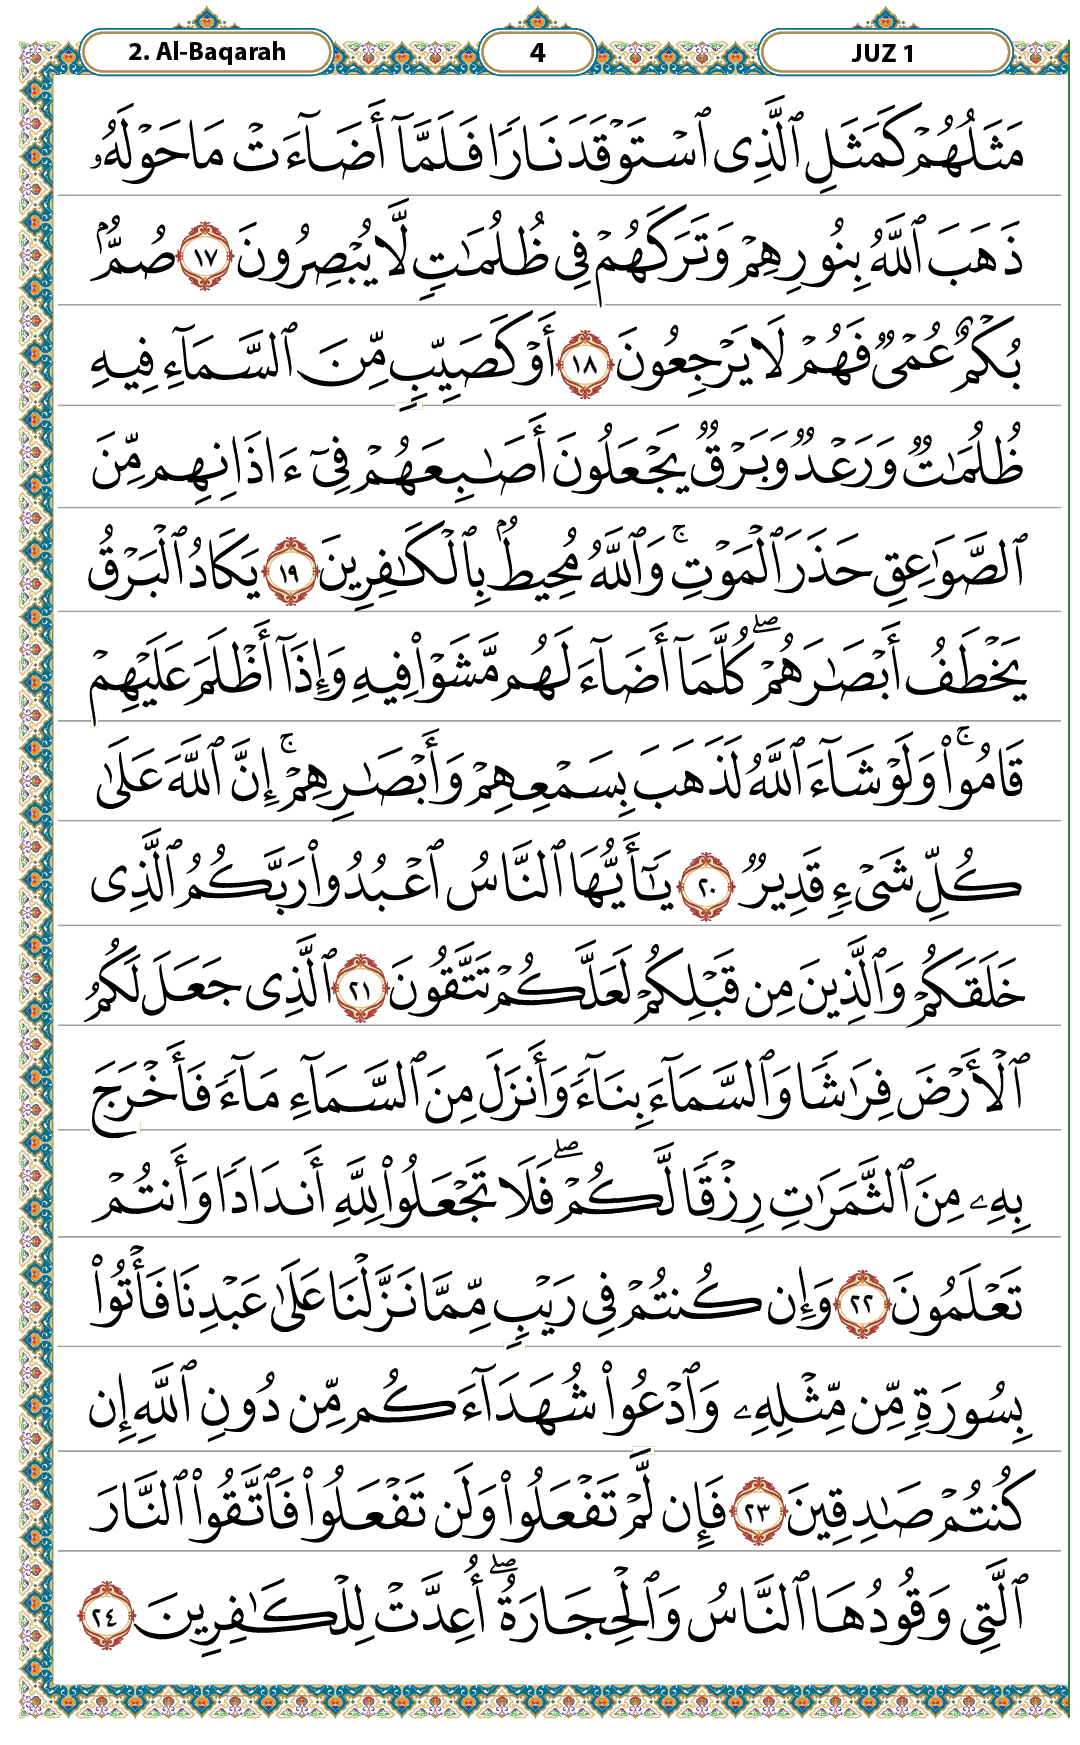 2. Al-Baqarah
4
JUZ 1
مَثَلُهُمْ كَمَثَلِ ٱلَّذِى ٱسْتَوْقَدَ نَارًا فَلَمَّآ أَضَآءَتْ مَا حَوْلَهُۥ
ذَهَبَ ٱللَّهُ بِنُورِهِمْ وَتَرَكَهُمْ فِى ظُلُمَـٰتٍ لَّا يُبْصِرُونَ ١٧ صُمٌّۢ
بُكْمٌ عُمْىٌ فَهُمْ لَا يَرْجِعُونَ ١٨ أَوْ كَصَيِّبٍ مِّنَ ٱلسَّمَآءِ فِيهِ
ظُلُمَـٰتٌ وَرَعْدٌ وَبَرْقٌ يَجْعَلُونَ أَصَـٰبِعَهُمْ فِىٓ ءَاذَانِهِم مِّنَ
ٱلصَّوَٰعِقِ حَذَرَ ٱلْمَوْتِ ۚ وَٱللَّهُ مُحِيطٌۢ بِٱلْكَـٰفِرِينَ ١٩ يَكَادُ ٱلْبَرْقُ
يَخْطَفُ أَبْصَـٰرَهُمْ ۖ كُلَّمَآ أَضَآءَ لَهُم مَّشَوْا۟ فِيهِ وَإِذَآ أَظْلَمَ عَلَيْهِمْ
قَامُوا۟ ۚ وَلَوْ شَآءَ ٱللَّهُ لَذَهَبَ بِسَمْعِهِمْ وَأَبْصَـٰرِهِمْ ۚ إِنَّ ٱللَّهَ عَلَىٰ
كُلِّ شَىْءٍ قَدِيرٌ ٢٠ يَـٰٓأَيُّهَا ٱلنَّاسُ ٱعْبُدُوا۟ رَبَّكُمُ ٱلَّذِى
خَلَقَكُمْ وَٱلَّذِينَ مِن قَبْلِكُمْ لَعَلَّكُمْ تَتَّقُونَ ٢١ ٱلَّذِى جَعَلَ لَكُمُ
ٱلْأَرْضَ فِرَٰشًا وَٱلسَّمَآءَ بِنَآءً وَأَنزَلَ مِنَ ٱلسَّمَآءِ مَآءً فَأَخْرَجَ
بِهِۦ مِنَ ٱلثَّمَرَٰتِ رِزْقًا لَّكُمْ ۖ فَلَا تَجْعَلُوا۟ لِلَّهِ أَندَادًا وَأَنتُمْ
تَعْلَمُونَ ٢٢ وَإِن كُنتُمْ فِى رَيْبٍ مِّمَّا نَزَّلْنَا عَلَىٰ عَبْدِنَا فَأْتُوا۟
بِسُورَةٍ مِّن مِّثْلِهِۦ وَٱدْعُوا۟ شُهَدَآءَكُم مِّن دُونِ ٱللَّهِ إِن
كُنتُمْ صَـٰدِقِينَ ٢٣ فَإِن لَّمْ تَفْعَلُوا۟ وَلَن تَفْعَلُوا۟ فَٱتَّقُوا۟ ٱلنَّارَ
ٱلَّتِى وَقُودُهَا ٱلنَّاسُ وَٱلْحِجَارَةُ ۖ أُعِدَّتْ لِلْكَـٰفِرِينَ ٢٤